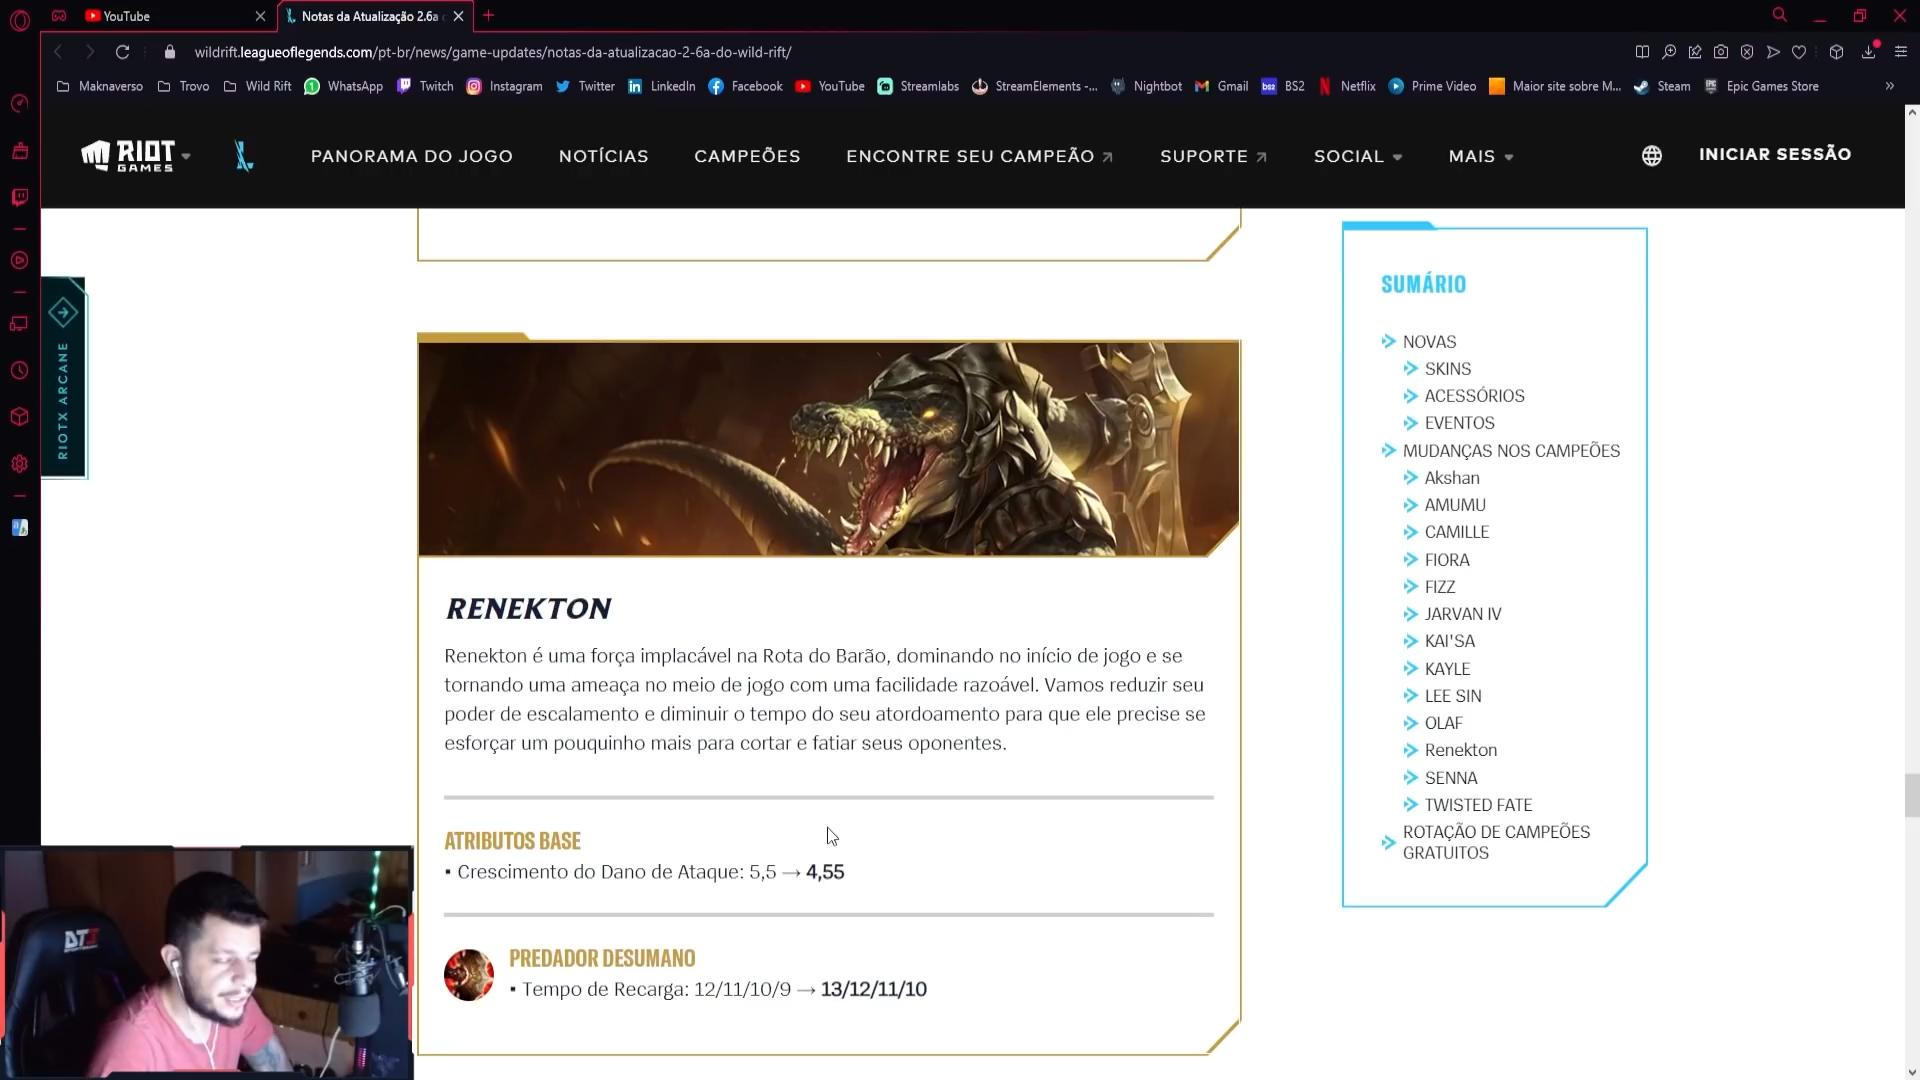 YouTube
Notas da Atualização 2.6a
wildrift.leagueoflegends.com/pt-br/news/game-updates/notas-da-atualizacao-2-6a-do-wild-rift/
Maknaverso Trovo Wild Rift WhatsApp Twitch Instagram Twitter LinkedIn Facebook YouTube Streamlabs StreamElements -... Nightbot Gmail BS2 Netflix Prime Video Maior site sobre M... Steam Epic Games Store
RIOT GAMES PANORAMA DO JOGO NOTÍCIAS CAMPEÕES ENCONTRE SEU CAMPEÃO SUPORTE SOCIAL MAIS INICIAR SESSÃO
RIOTX ARCANE
RENEKTON
Renekton é uma força implacável na Rota do Barão, dominando no início de jogo e se
tornando uma ameaça no meio de jogo com uma facilidade razoável. Vamos reduzir seu
poder de escalamento e diminuir o tempo do seu atordoamento para que ele precise se
esforçar um pouquinho mais para cortar e fatiar seus oponentes.
ATRIBUTOS BASE
▪ Crescimento do Dano de Ataque: 5,5 → 4,55
PREDADOR DESUMANO
▪ Tempo de Recarga: 12/11/10/9 → 13/12/11/10
SUMÁRIO
NOVAS
SKINS
ACESSÓRIOS
EVENTOS
MUDANÇAS NOS CAMPEÕES
Akshan
AMUMU
CAMILLE
FIORA
FIZZ
JARVAN IV
KAI'SA
KAYLE
LEE SIN
OLAF
Renekton
SENNA
TWISTED FATE
ROTAÇÃO DE CAMPEÕES
GRATUITOS
DT3